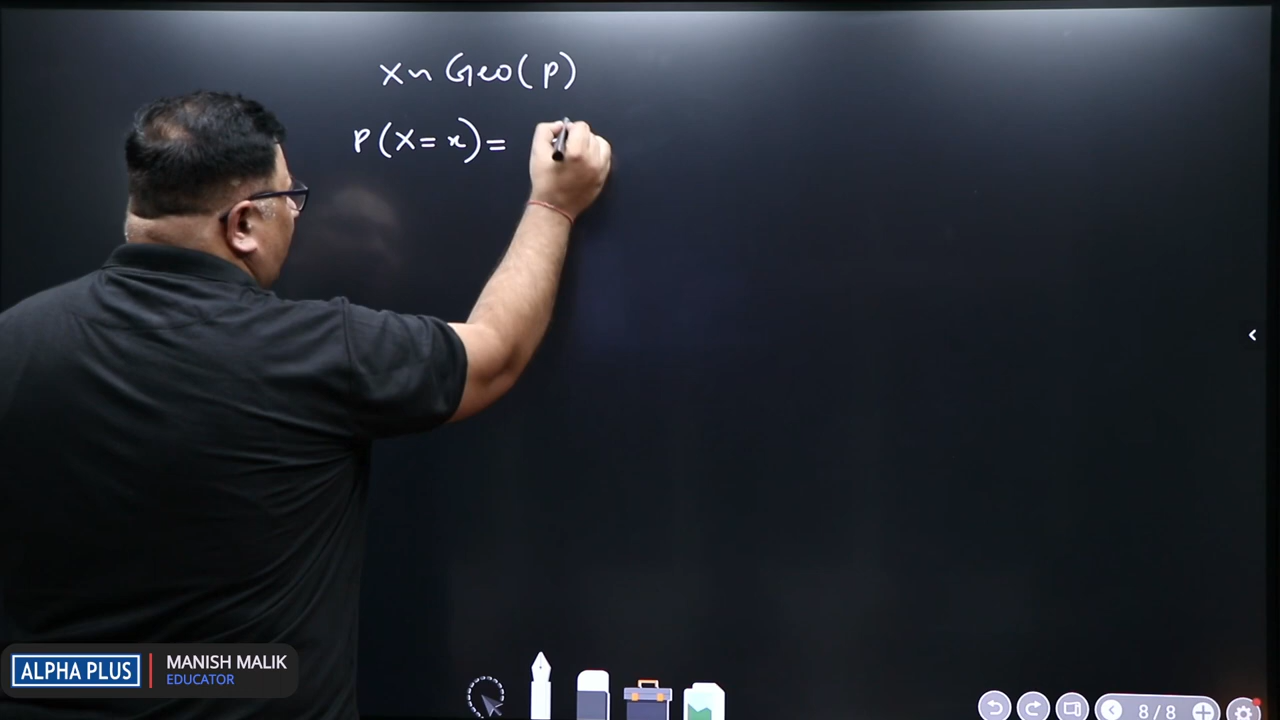 X ~ Geo(p)
P(X = x) =
ALPHA PLUS
MANISH MALIK
EDUCATOR
8/8